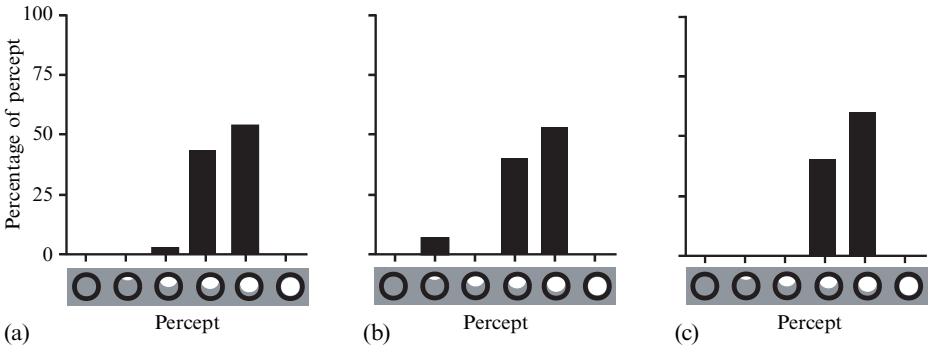 100
75
50
25
0
Percentage of percept
Percept
(a)
Percept
(b)
Percept
(c)